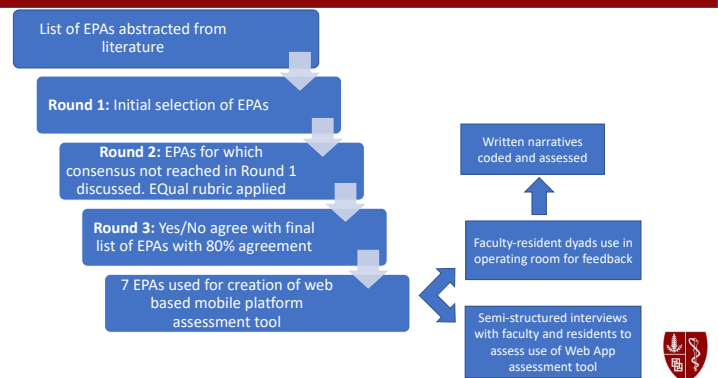 List of EPAs abstracted from
literature
Round 1: Initial selection of EPAs
Round 2: EPAs for which
consensus not reached in Round 1
discussed. EQual rubric applied
Round 3: Yes/No agree with final
list of EPAs with 80% agreement
7 EPAs used for creation of web
based mobile platform
assessment tool
Written narratives
coded and assessed
Faculty-resident dyads use in
operating room for feedback
Semi-structured interviews
with faculty and residents to
assess use of Web App
assessment tool